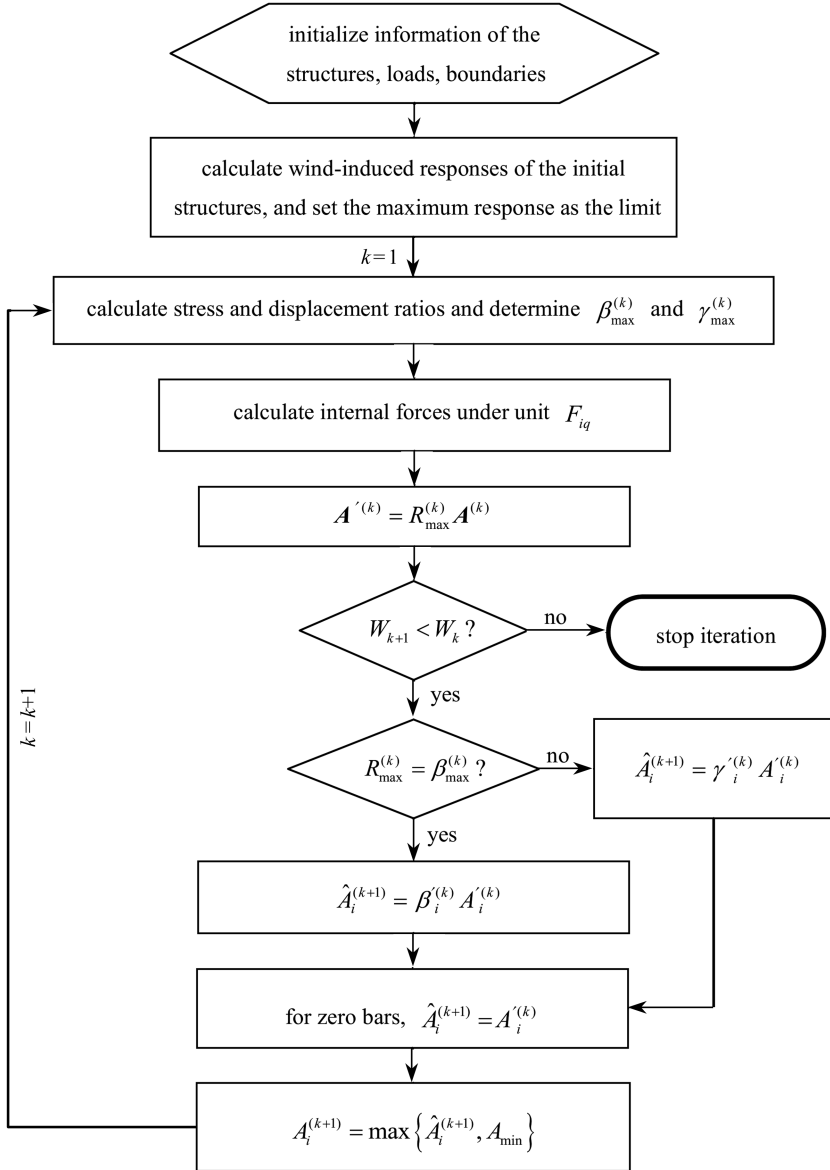 initialize information of the
structures, loads, boundaries
calculate wind-induced responses of the initial
structures, and set the maximum response as the limit
k=1
calculate stress and displacement ratios and determine β_max^(k) and γ_max^(k)
calculate internal forces under unit F_iq
A′^(k) = R_max^(k) A^(k)
W_k+1 < W_k ?
no
stop iteration
yes
R_max^(k) = β_max^(k) ?
no
Â_i^(k+1) = γ′_i^(k) A′_i^(k)
yes
Â_i^(k+1) = β′_i^(k) A′_i^(k)
for zero bars, Â_i^(k+1) = A′_i^(k)
A_i^(k+1) = max{Â_i^(k+1), A_min}
k=k+1